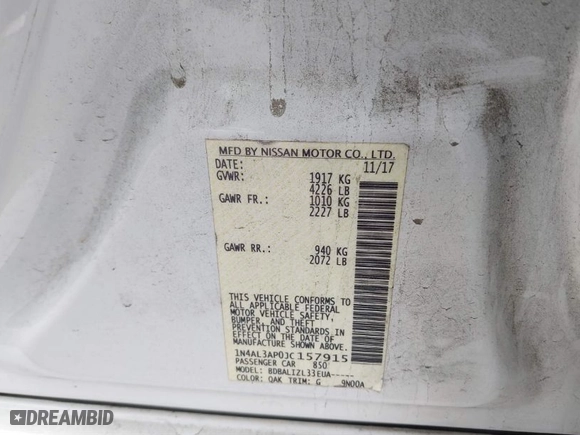 MFD BY NISSAN MOTOR CO., LTD.
DATE: 11/17
GVWR: 1917 KG
4226 LB
GAWR FR.: 1010 KG
2227 LB
GAWR RR.: 940 KG
2072 LB
THIS VEHICLE CONFORMS TO
ALL APPLICABLE FEDERAL
MOTOR VEHICLE SAFETY,
BUMPER, AND THEFT
PREVENTION STANDARDS IN
EFFECT ON THE DATE OF
MANUFACTURE SHOWN ABOVE.
1N4AL3AP0JC157915
PASSENGER CAR 850
MODEL: BDBALIZL33EUA-----
COLOR: QAK TRIM: G 9N00A
DREAMBID
DREAMBID.COM